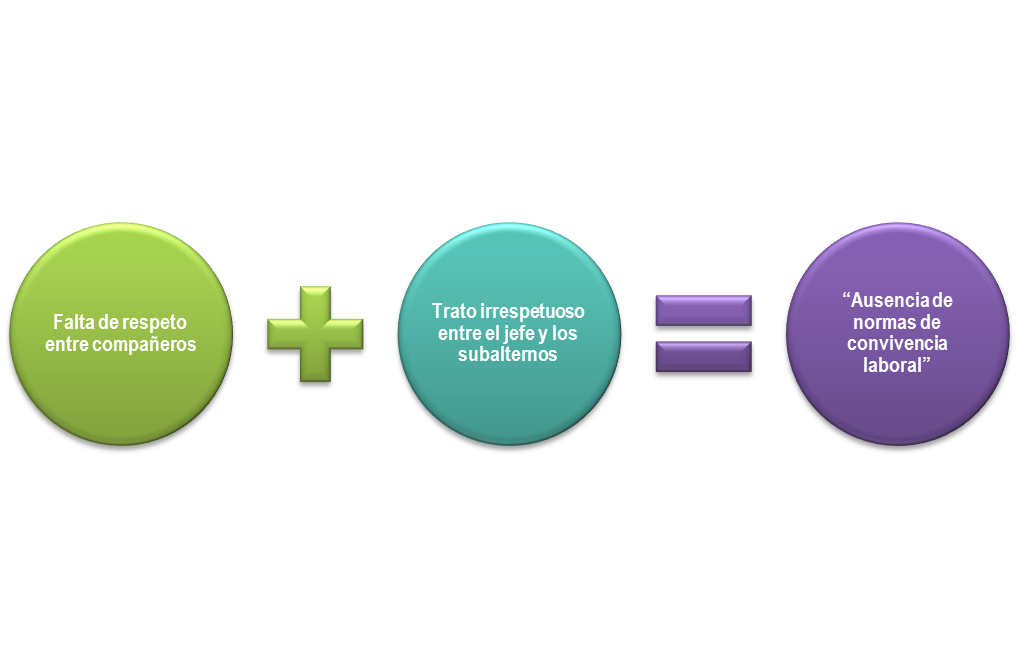 Falta de respeto
entre compañeros
Trato irrespetuoso
entre el jefe y los
subalternos
“Ausencia de
normas de
convivencia
laboral”